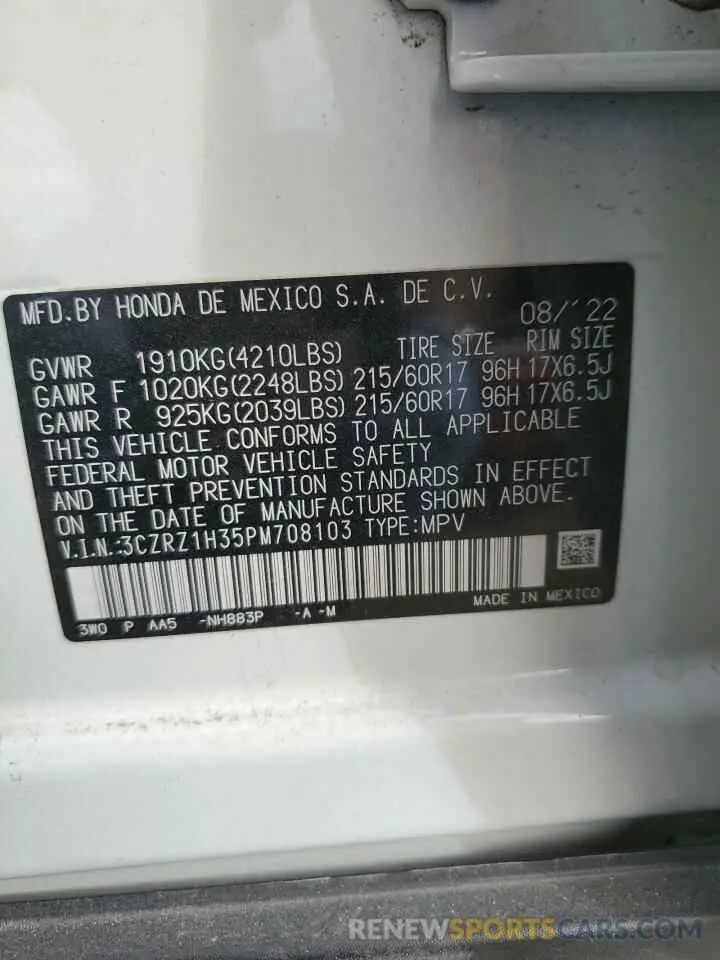 MFD.BY HONDA DE MEXICO S.A. DE C.V. 08/'22
GVWR 1910KG(4210LBS) TIRE SIZE RIM SIZE
GAWR F 1020KG(2248LBS) 215/60R17 96H 17X6.5J
GAWR R 925KG(2039LBS) 215/60R17 96H 17X6.5J
THIS VEHICLE CONFORMS TO ALL APPLICABLE
FEDERAL MOTOR VEHICLE SAFETY
AND THEFT PREVENTION STANDARDS IN EFFECT
ON THE DATE OF MANUFACTURE SHOWN ABOVE.
V.I.N.:3CZRZ1H35PM708103 TYPE:MPV
3W0 P AA5 -NH883P -A -M MADE IN MEXICO
RENEWSPORTSCARS.COM